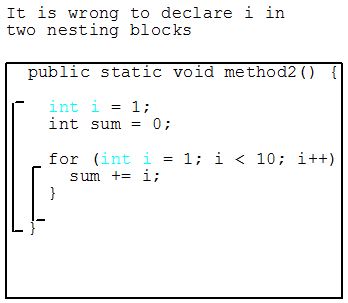 It is wrong to declare i in
two nesting blocks
public static void method2() {
int i = 1;
int sum = 0;
for (int i = 1; i < 10; i++)
sum += i;
}
}